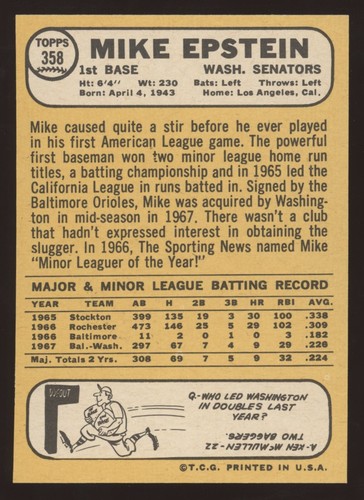 TOPPS
358
MIKE EPSTEIN
1st BASE WASH. SENATORS
Ht: 6'4" Wt: 230 Bats: Left Throws: Left
Born: April 4, 1943 Home: Los Angeles, Cal.
Mike caused quite a stir before he ever played
in his first American League game. The powerful
first baseman won two minor league home run
titles, a batting championship and in 1965 led the
California League in runs batted in. Signed by the
Baltimore Orioles, Mike was acquired by Washing-
ton in mid-season in 1967. There wasn't a club
that hadn't expressed interest in obtaining the
slugger. In 1966, The Sporting News named Mike
"Minor Leaguer of the Year!"
MAJOR & MINOR LEAGUE BATTING RECORD
YEAR TEAM AB H 2B 3B HR RBI AVG.
1965 Stockton 399 135 19 3 30 100 .338
1966 Rochester 473 146 25 5 29 102 .309
1966 Baltimore 11 2 0 1 0 3 .182
1967 Bal.-Wash. 297 67 7 4 9 29 .226
Maj. Totals 2 Yrs. 308 69 7 5 9 32 .224
Q-WHO LED WASHINGTON
IN DOUBLES LAST
YEAR?
A-KEN McMULLEN-22
TWO BAGGERS.
©T.C.G. PRINTED IN U.S.A.